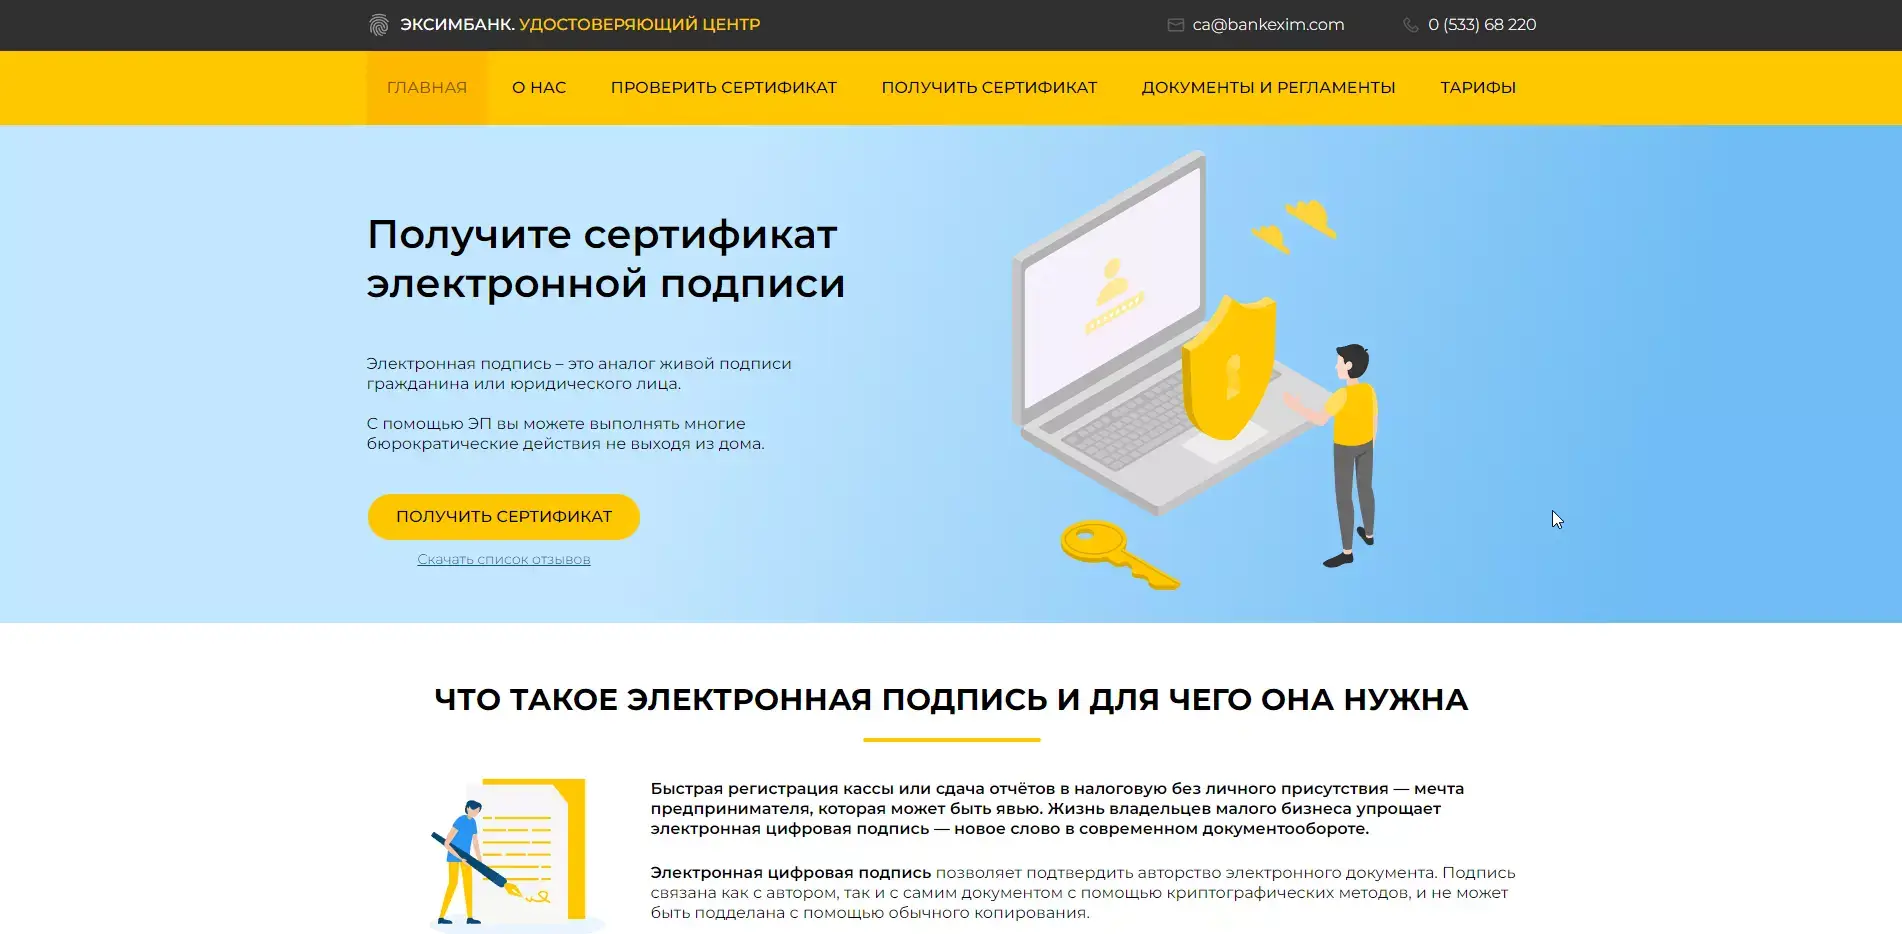 ЭКСИМБАНК. УДОСТОВЕРЯЮЩИЙ ЦЕНТР
ca@bankexim.com
0 (533) 68 220
ГЛАВНАЯ
О НАС
ПРОВЕРИТЬ СЕРТИФИКАТ
ПОЛУЧИТЬ СЕРТИФИКАТ
ДОКУМЕНТЫ И РЕГЛАМЕНТЫ
ТАРИФЫ
Получите сертификат
электронной подписи
Электронная подпись – это аналог живой подписи
гражданина или юридического лица.
С помощью ЭП вы можете выполнять многие
бюрократические действия не выходя из дома.
ПОЛУЧИТЬ СЕРТИФИКАТ
Скачать список отзывов
ЧТО ТАКОЕ ЭЛЕКТРОННАЯ ПОДПИСЬ И ДЛЯ ЧЕГО ОНА НУЖНА
Быстрая регистрация кассы или сдача отчётов в налоговую без личного присутствия — мечта
предпринимателя, которая может быть явью. Жизнь владельцев малого бизнеса упрощает
электронная цифровая подпись — новое слово в современном документообороте.
Электронная цифровая подпись позволяет подтвердить авторство электронного документа. Подпись
связана как с автором, так и с самим документом с помощью криптографических методов, и не может
быть подделана с помощью обычного копирования.